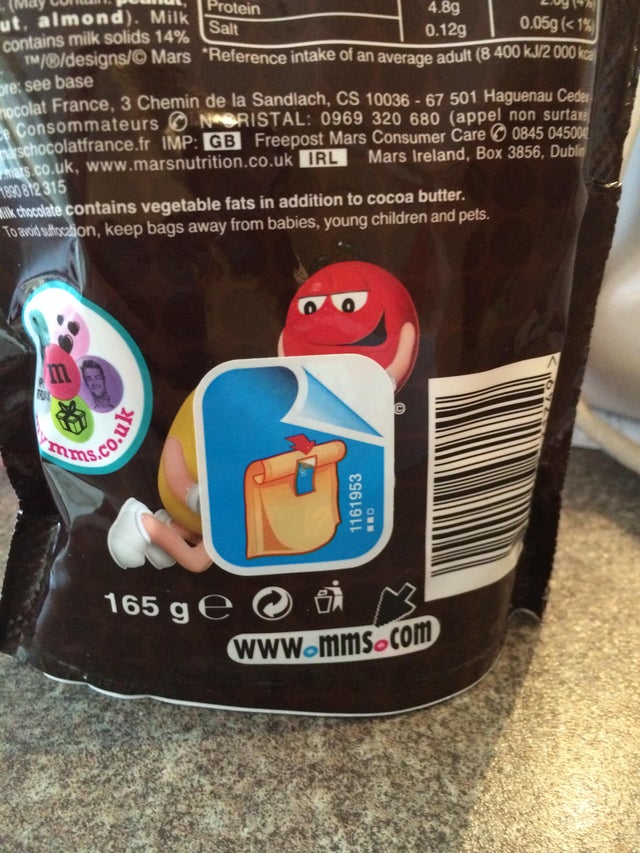 Protein 4.8g
ut, almond). Milk
Salt 0.12g 0.05g (< 1%)
contains milk solids 14%
™/®/designs/© Mars
*Reference intake of an average adult (8 400 kJ/2 000 kcal
ore: see base
hocolat France, 3 Chemin de la Sandlach, CS 10036 - 67 501 Haguenau Cedex
Consommateurs N° CRISTAL: 0969 320 680 (appel non surtaxé
marschocolatfrance.fr IMP: GB Freepost Mars Consumer Care 0845 045004
mars.co.uk, www.marsnutrition.co.uk IRL Mars Ireland, Box 3856, Dublin
1890 812 315
Milk chocolate contains vegetable fats in addition to cocoa butter.
To avoid suffocation, keep bags away from babies, young children and pets.
m
mms.co.uk
©
1161953
165 g e
www.mms.com